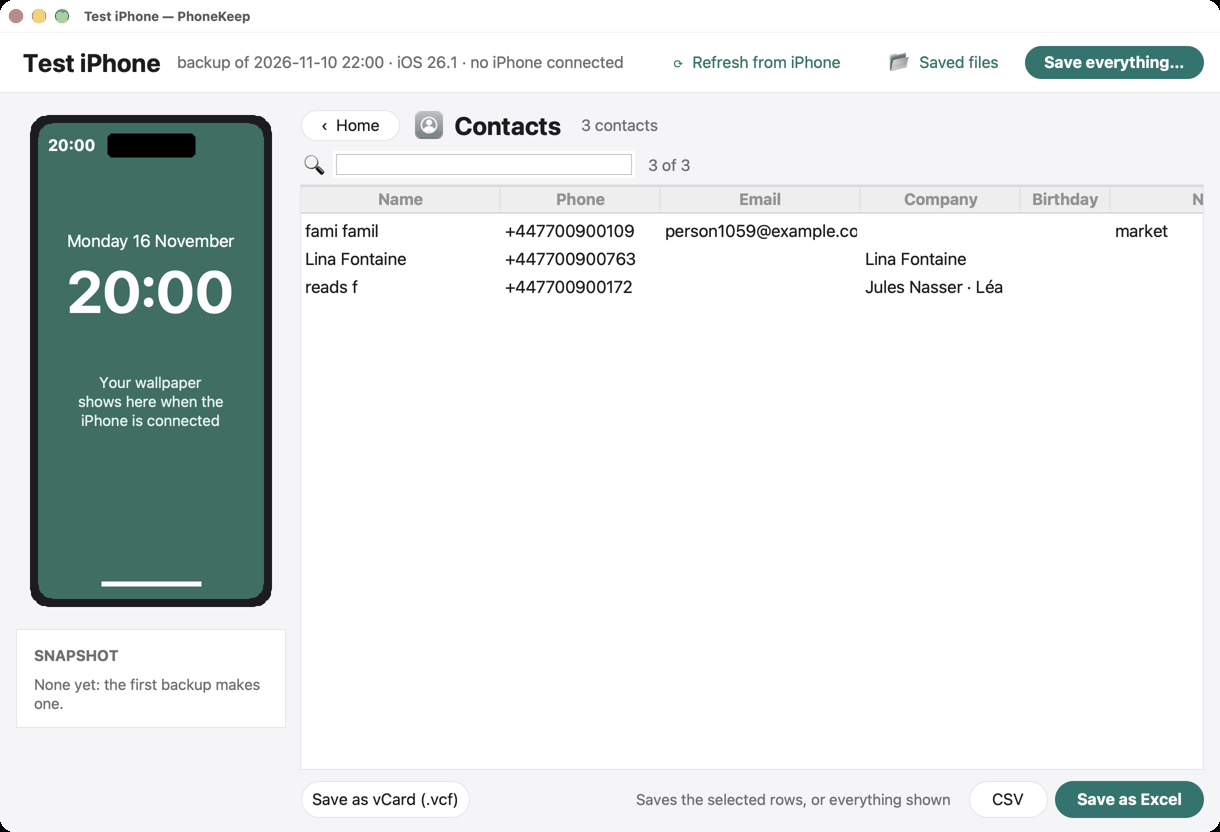 Test iPhone — PhoneKeep
Test iPhone backup of 2026-11-10 22:00 · iOS 26.1 · no iPhone connected Refresh from iPhone Saved files Save everything...
20:00
Monday 16 November
20:00
Your wallpaper
shows here when the
iPhone is connected
SNAPSHOT
None yet: the first backup makes
one.
‹ Home Contacts 3 contacts
3 of 3
Name Phone Email Company Birthday N
fami famil +447700900109 person1059@example.co market
Lina Fontaine +447700900763 Lina Fontaine
reads f +447700900172 Jules Nasser · Léa
Save as vCard (.vcf) Saves the selected rows, or everything shown CSV Save as Excel